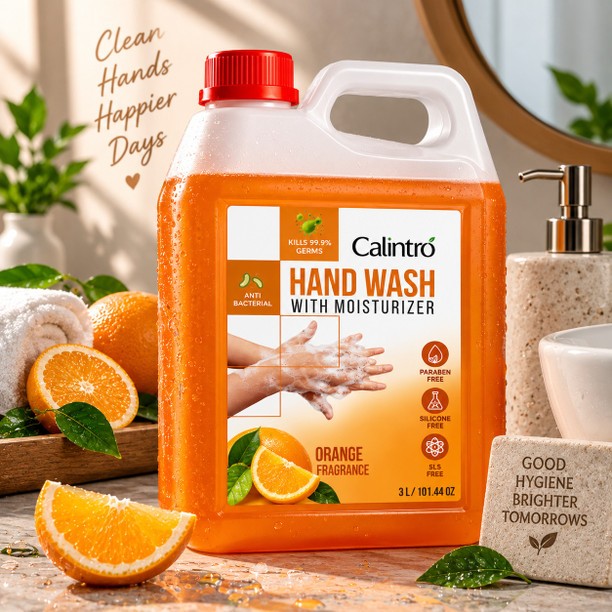 Clean
Hands
Happier
Days
KILLS 99.9%
GERMS
Calintro
ANTI
BACTERIAL
HAND WASH
WITH MOISTURIZER
PARABEN
FREE
SILICONE
FREE
SLS
FREE
ORANGE
FRAGRANCE
3 L / 101.44 OZ
GOOD
HYGIENE
BRIGHTER
TOMORROWS